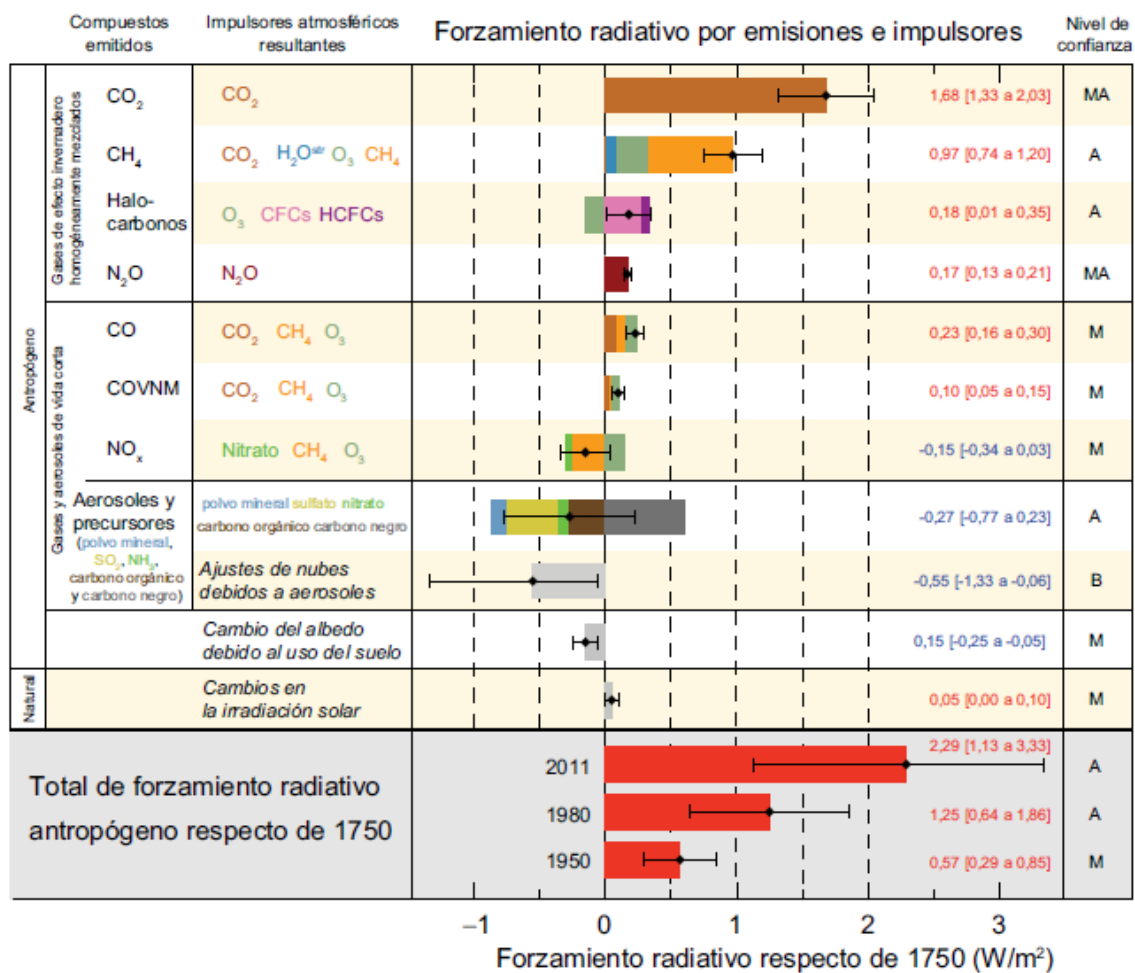 Compuestos emitidos
Impulsores atmosféricos resultantes
Forzamiento radiativo por emisiones e impulsores
Nivel de confianza
Antropógeno
Gases de efecto invernadero homogéneamente mezclados
CO₂
CO₂
1,68 [1,33 a 2,03]
MA
CH₄
CO₂ H₂Oˢᵗʳ O₃ CH₄
0,97 [0,74 a 1,20]
A
Halo-
carbonos
O₃ CFCs HCFCs
0,18 [0,01 a 0,35]
A
N₂O
N₂O
0,17 [0,13 a 0,21]
MA
Gases y aerosoles de vida corta
CO
CO₂ CH₄ O₃
0,23 [0,16 a 0,30]
M
COVNM
CO₂ CH₄ O₃
0,10 [0,05 a 0,15]
M
NOₓ
Nitrato CH₄ O₃
-0,15 [-0,34 a 0,03]
M
Aerosoles y
precursores
(polvo mineral,
SO₂, NH₃,
carbono orgánico
y carbono negro)
polvo mineral sulfato nitrato
carbono orgánico carbono negro
-0,27 [-0,77 a 0,23]
A
Ajustes de nubes
debidos a aerosoles
-0,55 [-1,33 a -0,06]
B
Cambio del albedo
debido al uso del suelo
0,15 [-0,25 a -0,05]
M
Natural
Cambios en
la irradiación solar
0,05 [0,00 a 0,10]
M
Total de forzamiento radiativo
antropógeno respecto de 1750
2011
2,29 [1,13 a 3,33]
A
1980
1,25 [0,64 a 1,86]
A
1950
0,57 [0,29 a 0,85]
M
−1 0 1 2 3
Forzamiento radiativo respecto de 1750 (W/m²)